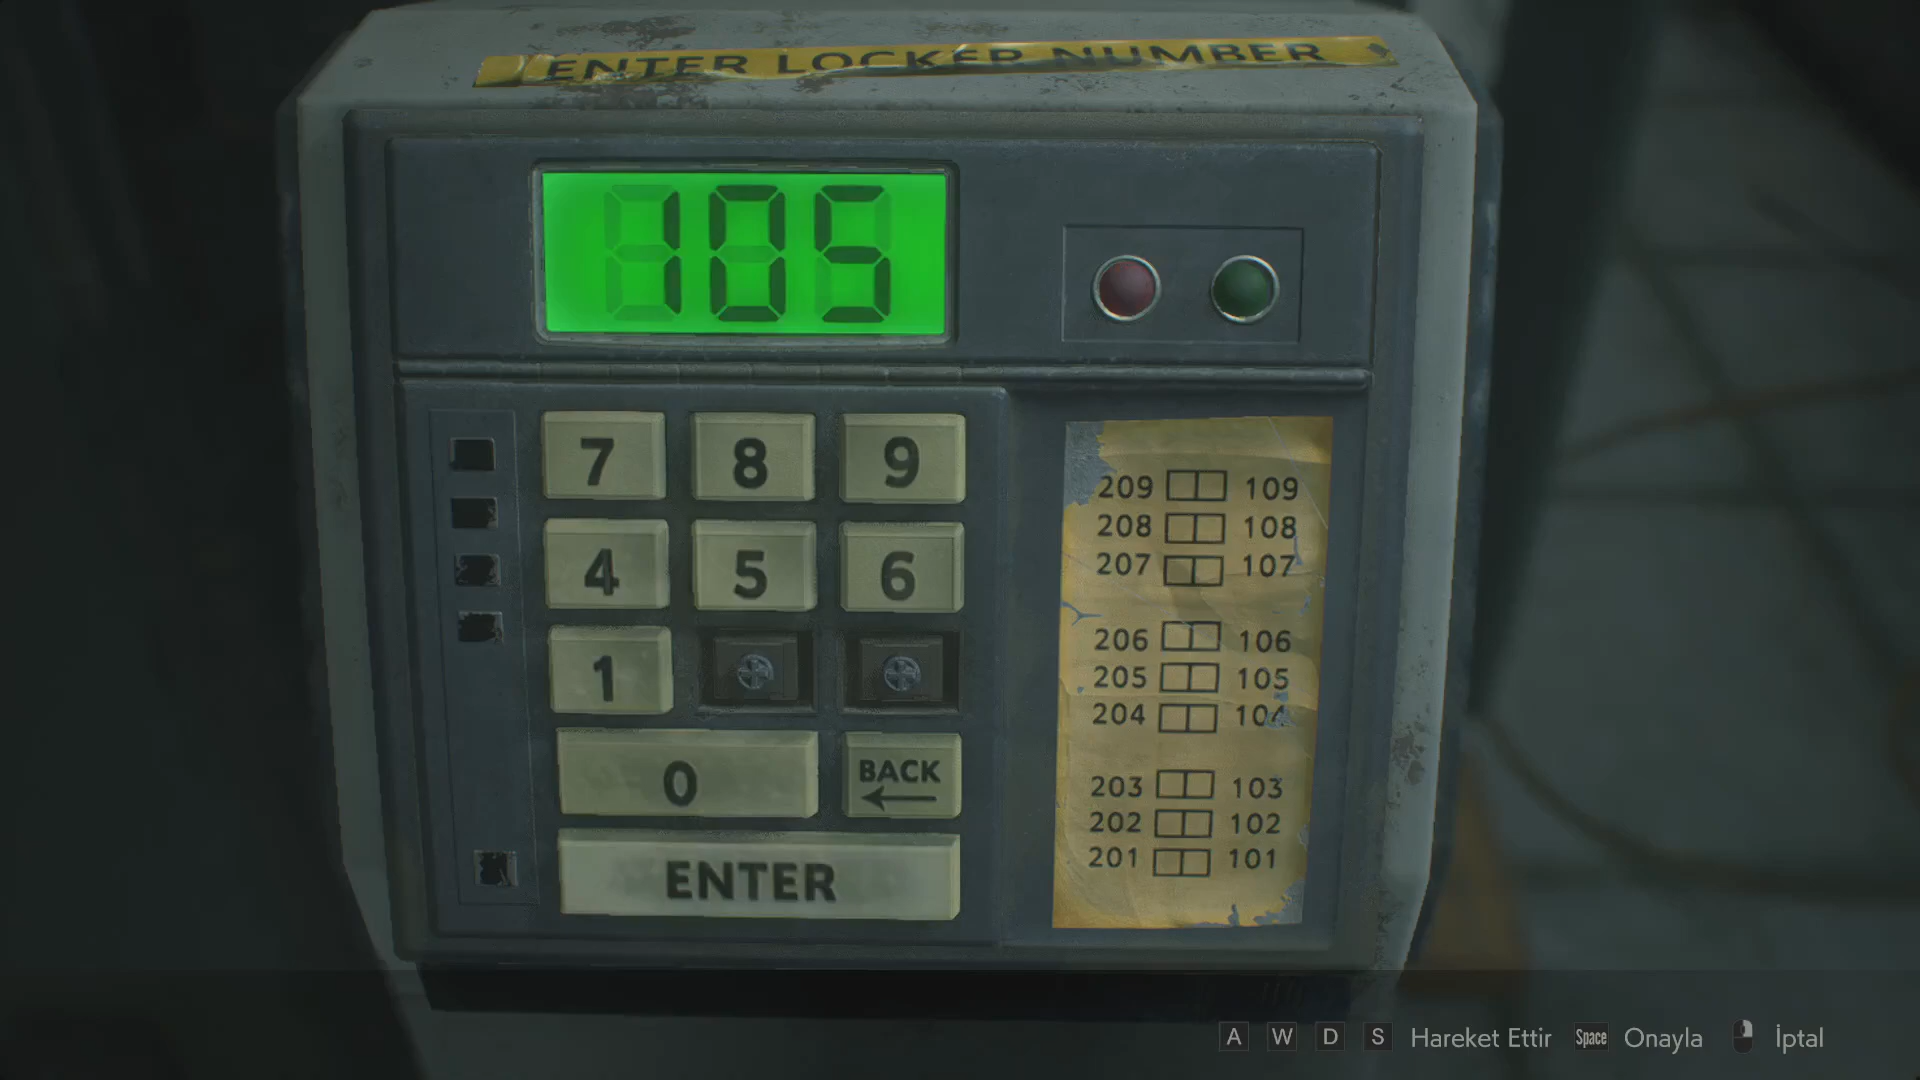 ENTER LOCKER NUMBER
105
7 8 9
4 5 6
1
0 BACK
ENTER
209 109
208 108
207 107
206 106
205 105
204 104
203 103
202 102
201 101
A W D S Hareket Ettir Space Onayla İptal